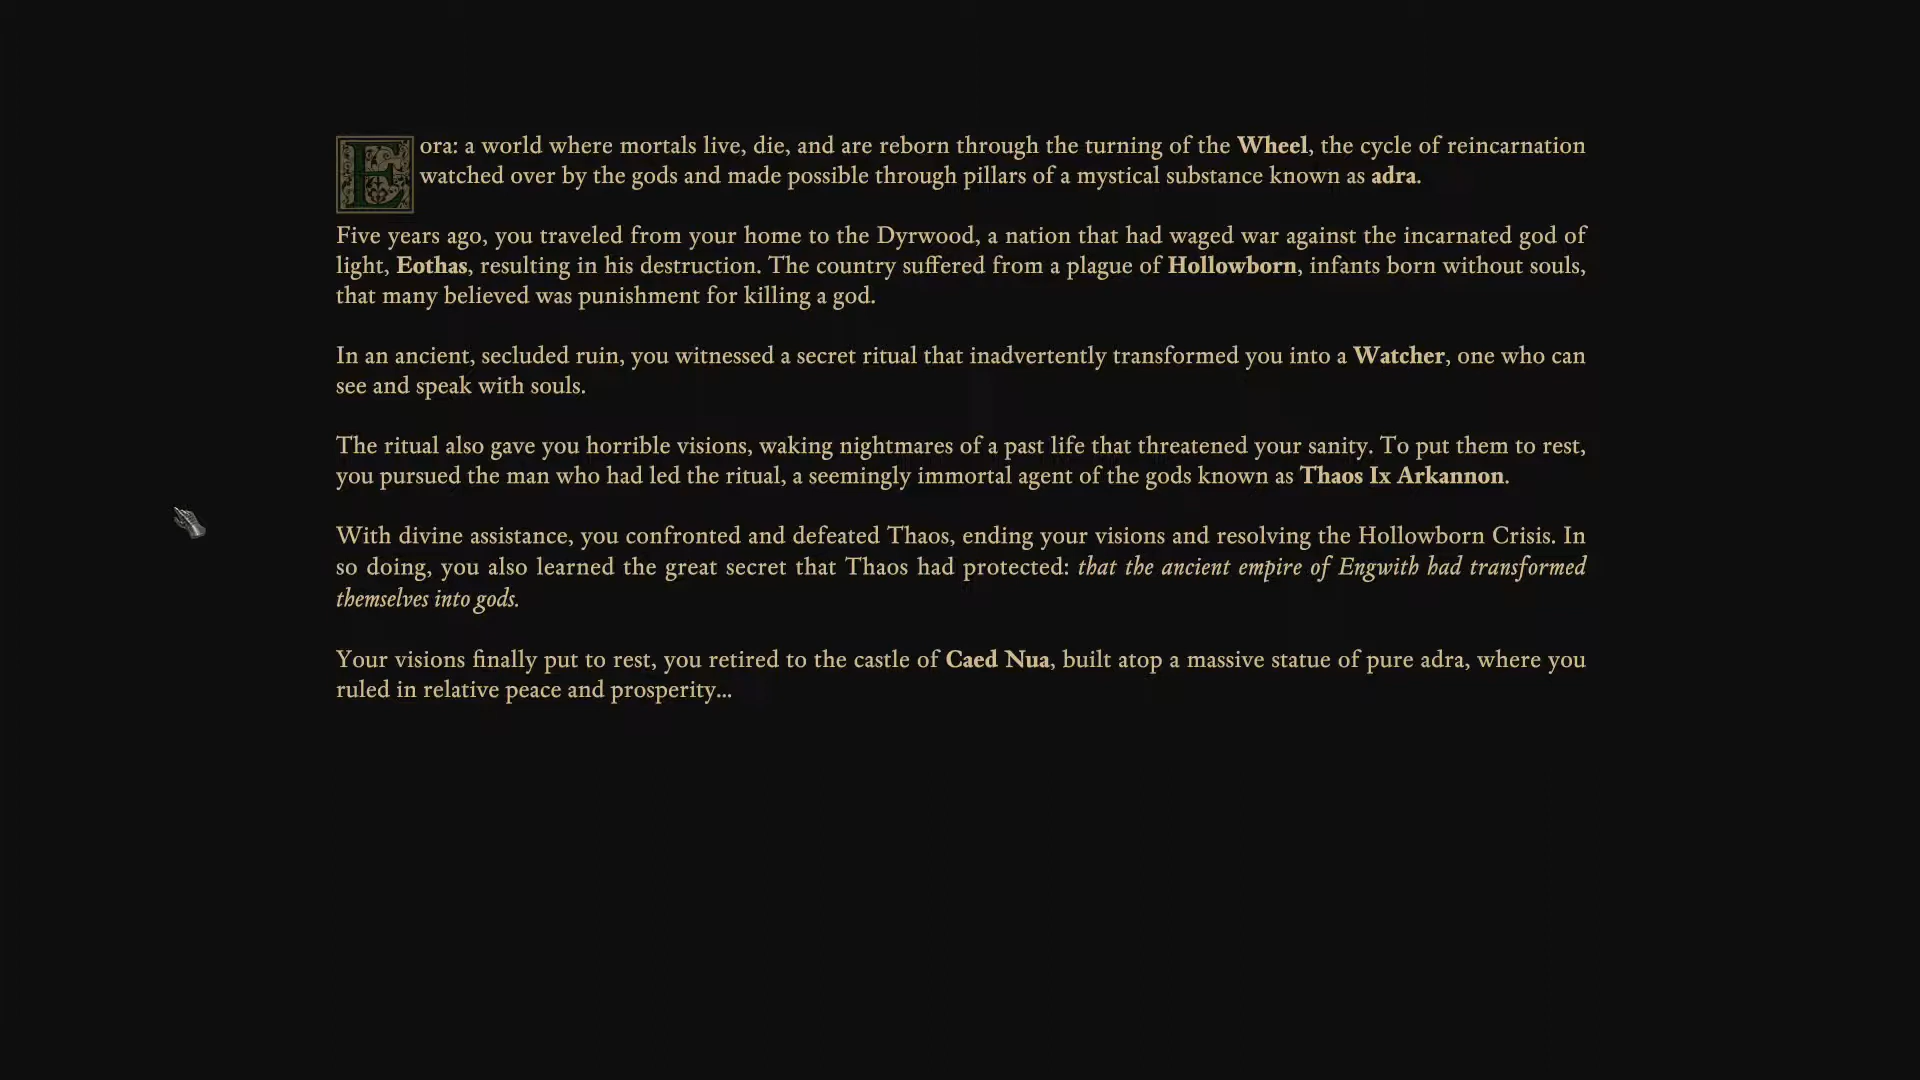 Eora: a world where mortals live, die, and are reborn through the turning of the Wheel, the cycle of reincarnation
watched over by the gods and made possible through pillars of a mystical substance known as adra.
Five years ago, you traveled from your home to the Dyrwood, a nation that had waged war against the incarnated god of
light, Eothas, resulting in his destruction. The country suffered from a plague of Hollowborn, infants born without souls,
that many believed was punishment for killing a god.
In an ancient, secluded ruin, you witnessed a secret ritual that inadvertently transformed you into a Watcher, one who can
see and speak with souls.
The ritual also gave you horrible visions, waking nightmares of a past life that threatened your sanity. To put them to rest,
you pursued the man who had led the ritual, a seemingly immortal agent of the gods known as Thaos Ix Arkannon.
With divine assistance, you confronted and defeated Thaos, ending your visions and resolving the Hollowborn Crisis. In
so doing, you also learned the great secret that Thaos had protected: that the ancient empire of Engwith had transformed
themselves into gods.
Your visions finally put to rest, you retired to the castle of Caed Nua, built atop a massive statue of pure adra, where you
ruled in relative peace and prosperity...